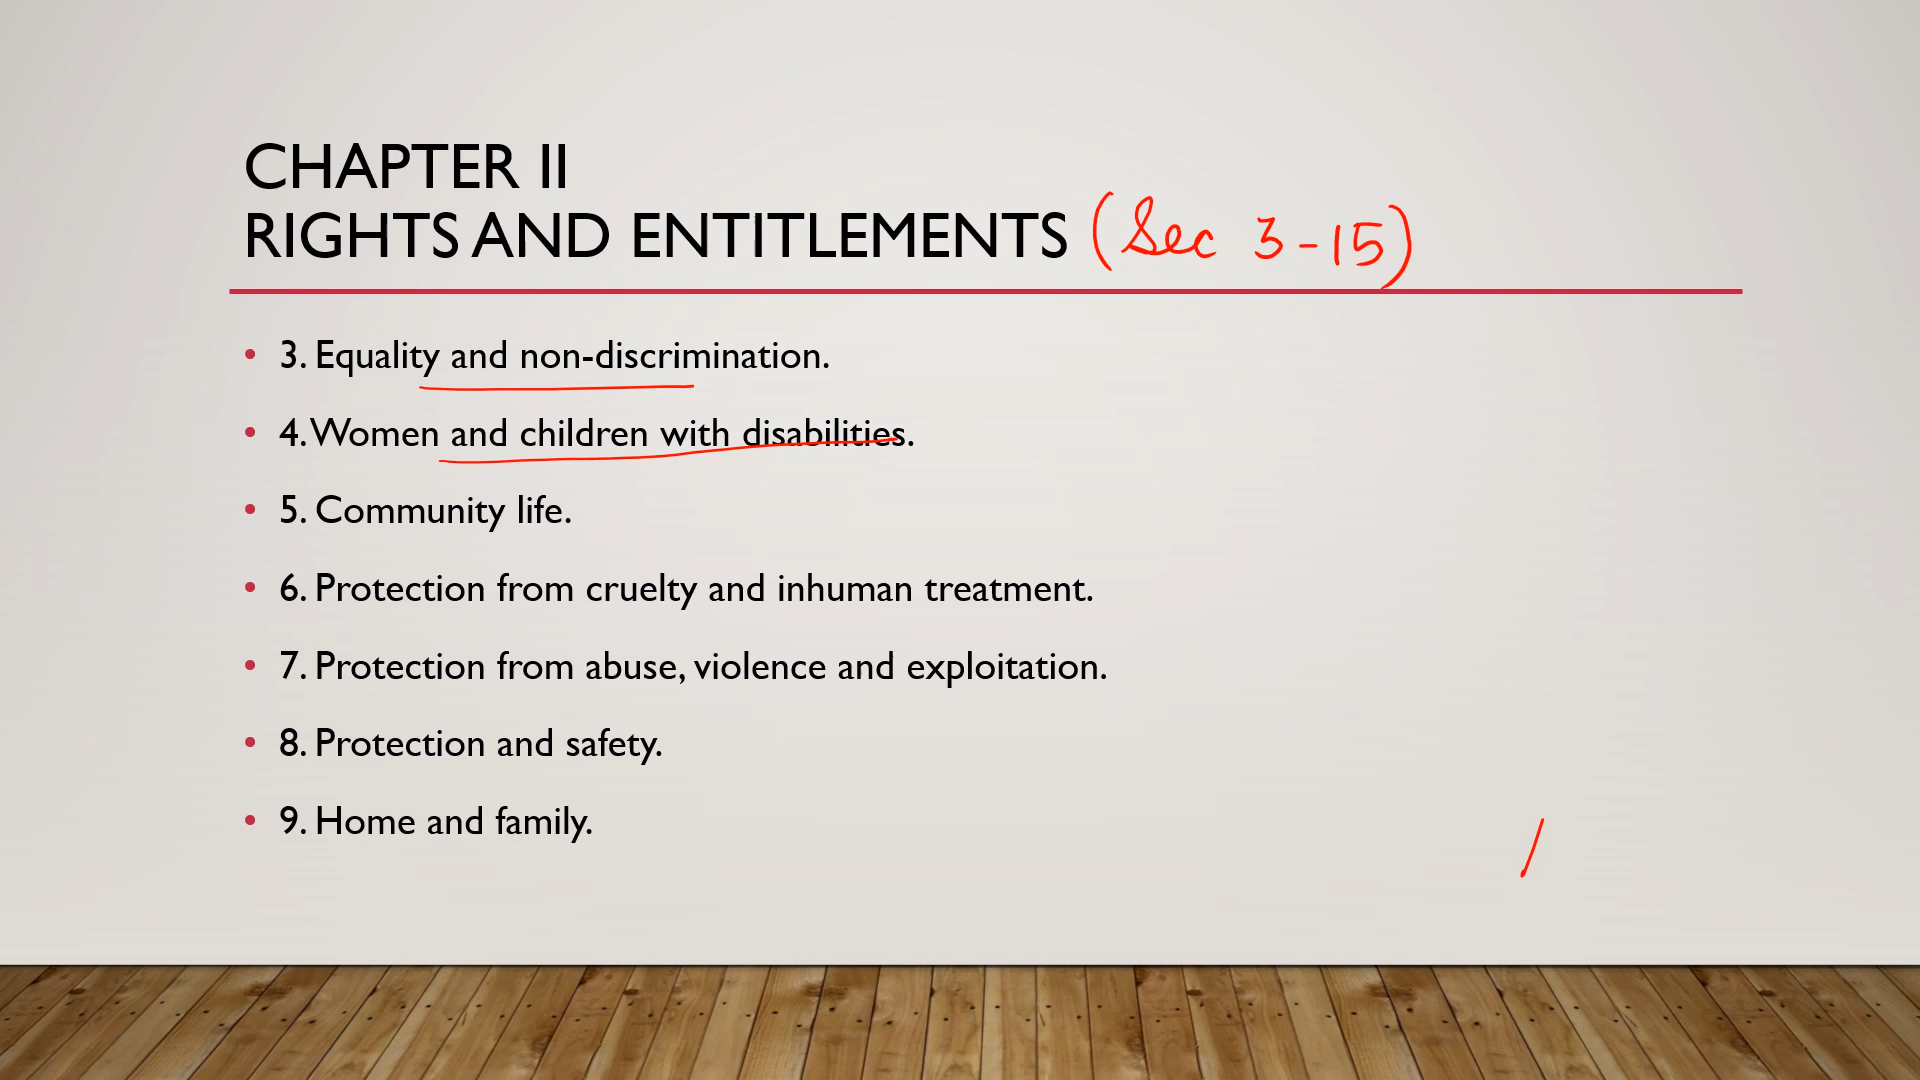 CHAPTER II
RIGHTS AND ENTITLEMENTS (Sec 3-15)
• 3. Equality and non-discrimination.
• 4. Women and children with disabilities.
• 5. Community life.
• 6. Protection from cruelty and inhuman treatment.
• 7. Protection from abuse, violence and exploitation.
• 8. Protection and safety.
• 9. Home and family.